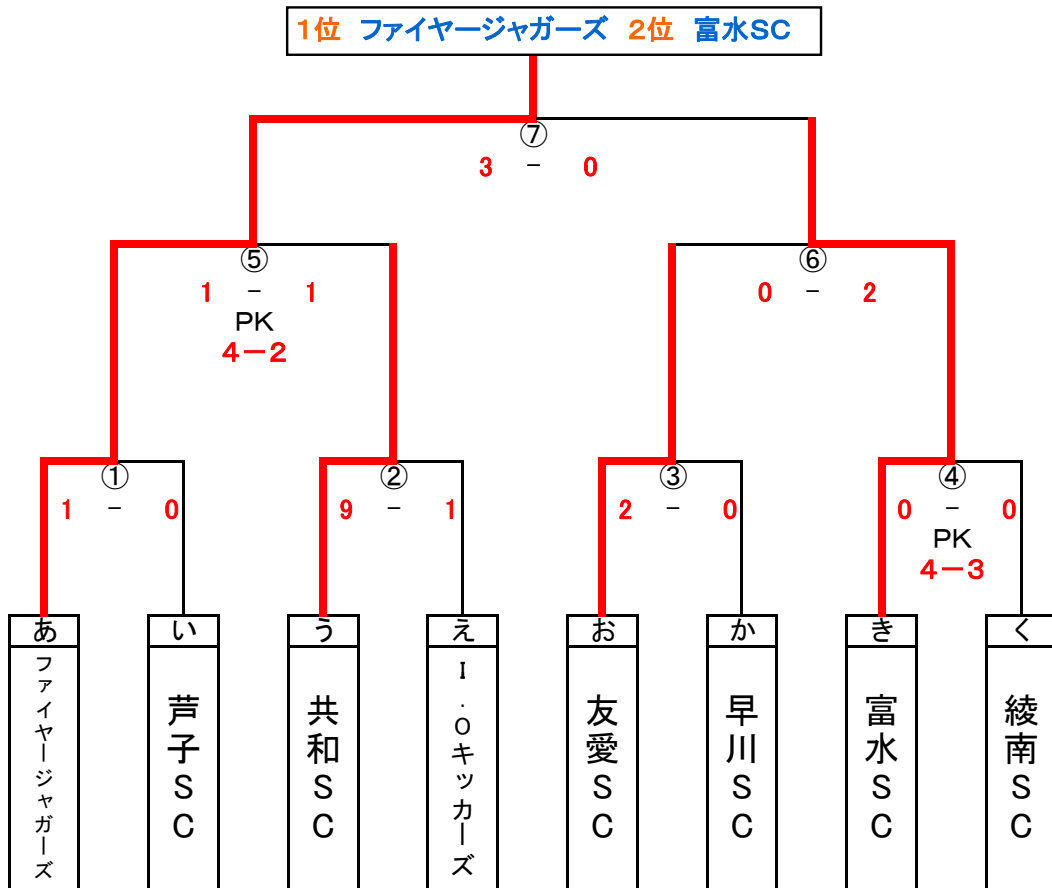 1位 ファイヤージャガーズ 2位 富水SC
⑦
3 - 0
⑤ ⑥
1 - 1 0 - 2
PK
4－2
① ② ③ ④
1 - 0 9 - 1 2 - 0 0 - 0
PK
4－3
あ い う え お か き く
ファイヤージャガーズ
芦子SC
共和SC
I.Oキッカーズ
友愛SC
早川SC
富水SC
綾南SC